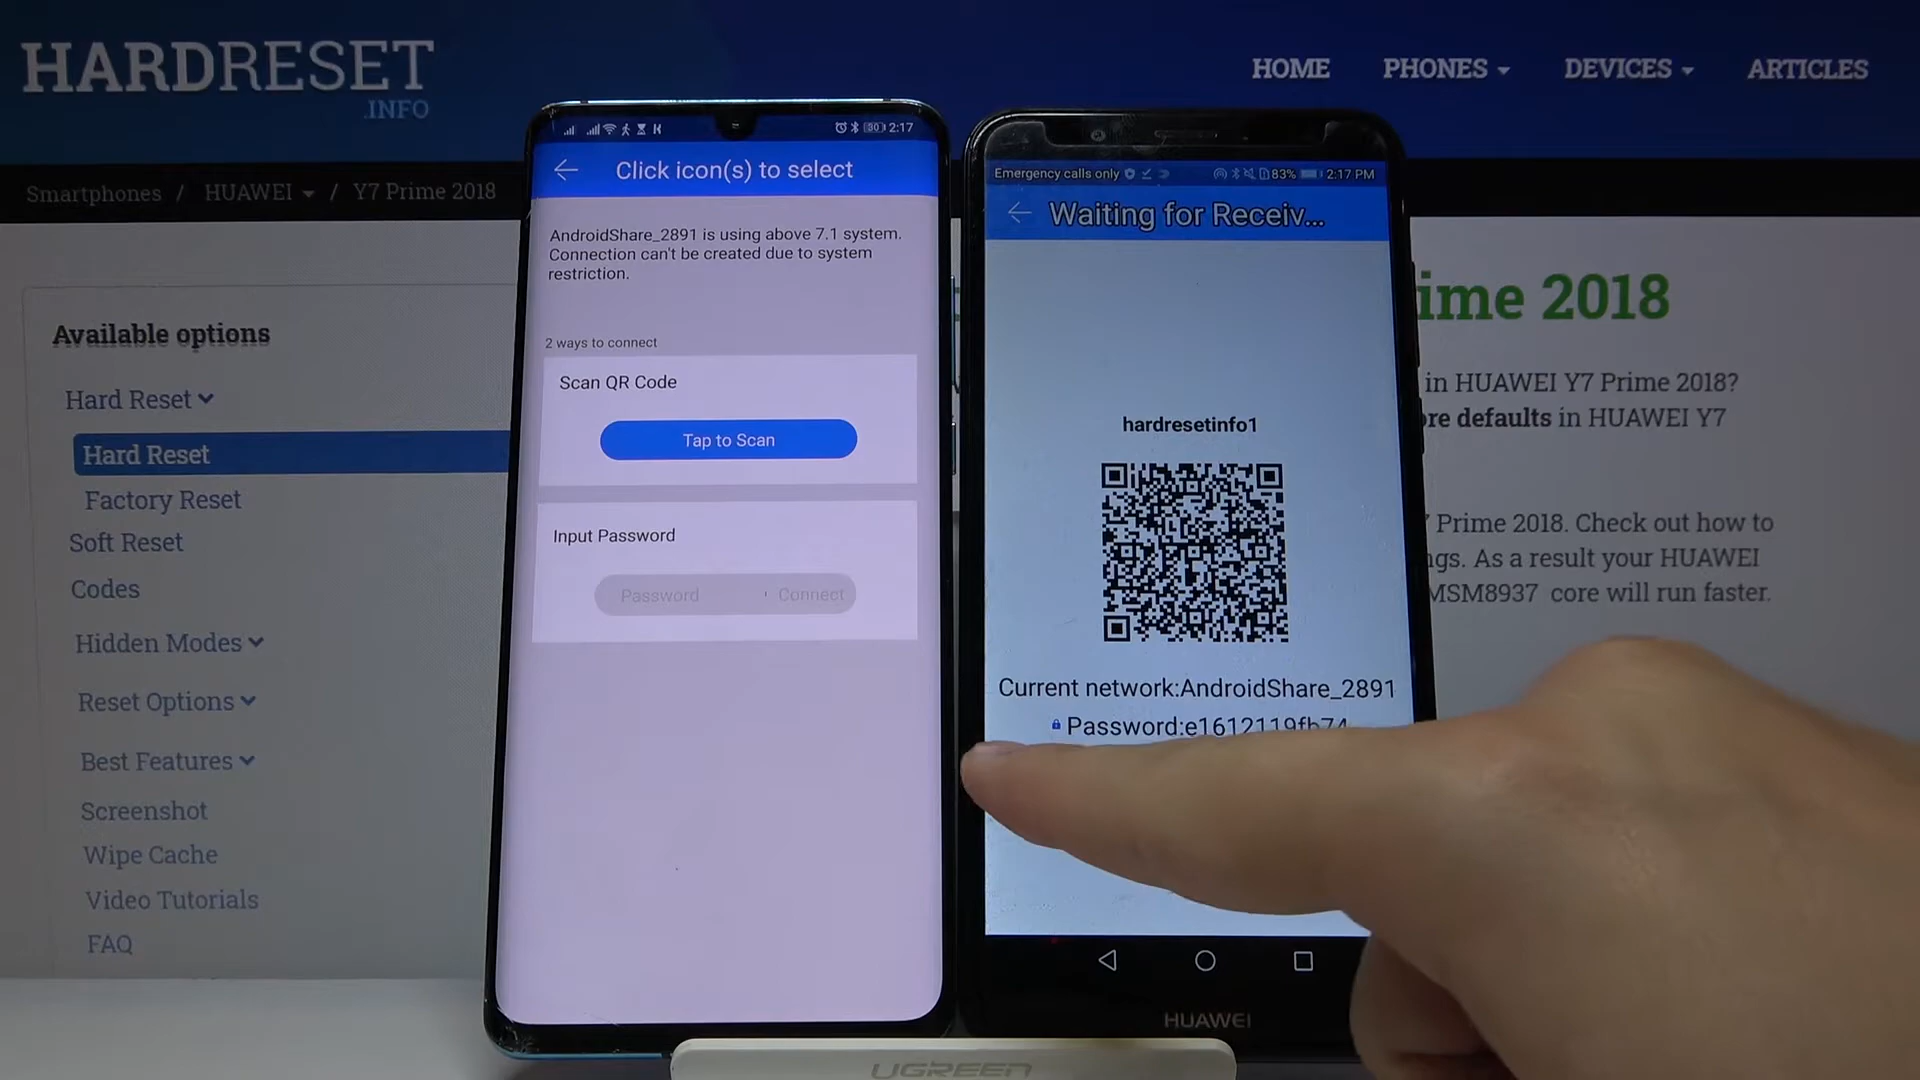 HARDRESET
.INFO
HOME PHONES DEVICES ARTICLES
Smartphones / HUAWEI / Y7 Prime 2018
Available options
Hard Reset
Hard Reset
Factory Reset
Soft Reset
Codes
Hidden Modes
Reset Options
Best Features
Screenshot
Wipe Cache
Video Tutorials
FAQ
30 2:17
Click icon(s) to select
AndroidShare_2891 is using above 7.1 system.
Connection can't be created due to system
restriction.
2 ways to connect
Scan QR Code
Tap to Scan
Input Password
Password Connect
Emergency calls only 83% 2:17 PM
Waiting for Receiv...
hardresetinfo1
Current network:AndroidShare_2891
Password:e1612119fb74
HUAWEI
UGREEN
ime 2018
in HUAWEI Y7 Prime 2018?
re defaults in HUAWEI Y7
Prime 2018. Check out how to
ngs. As a result your HUAWEI
MSM8937 core will run faster.